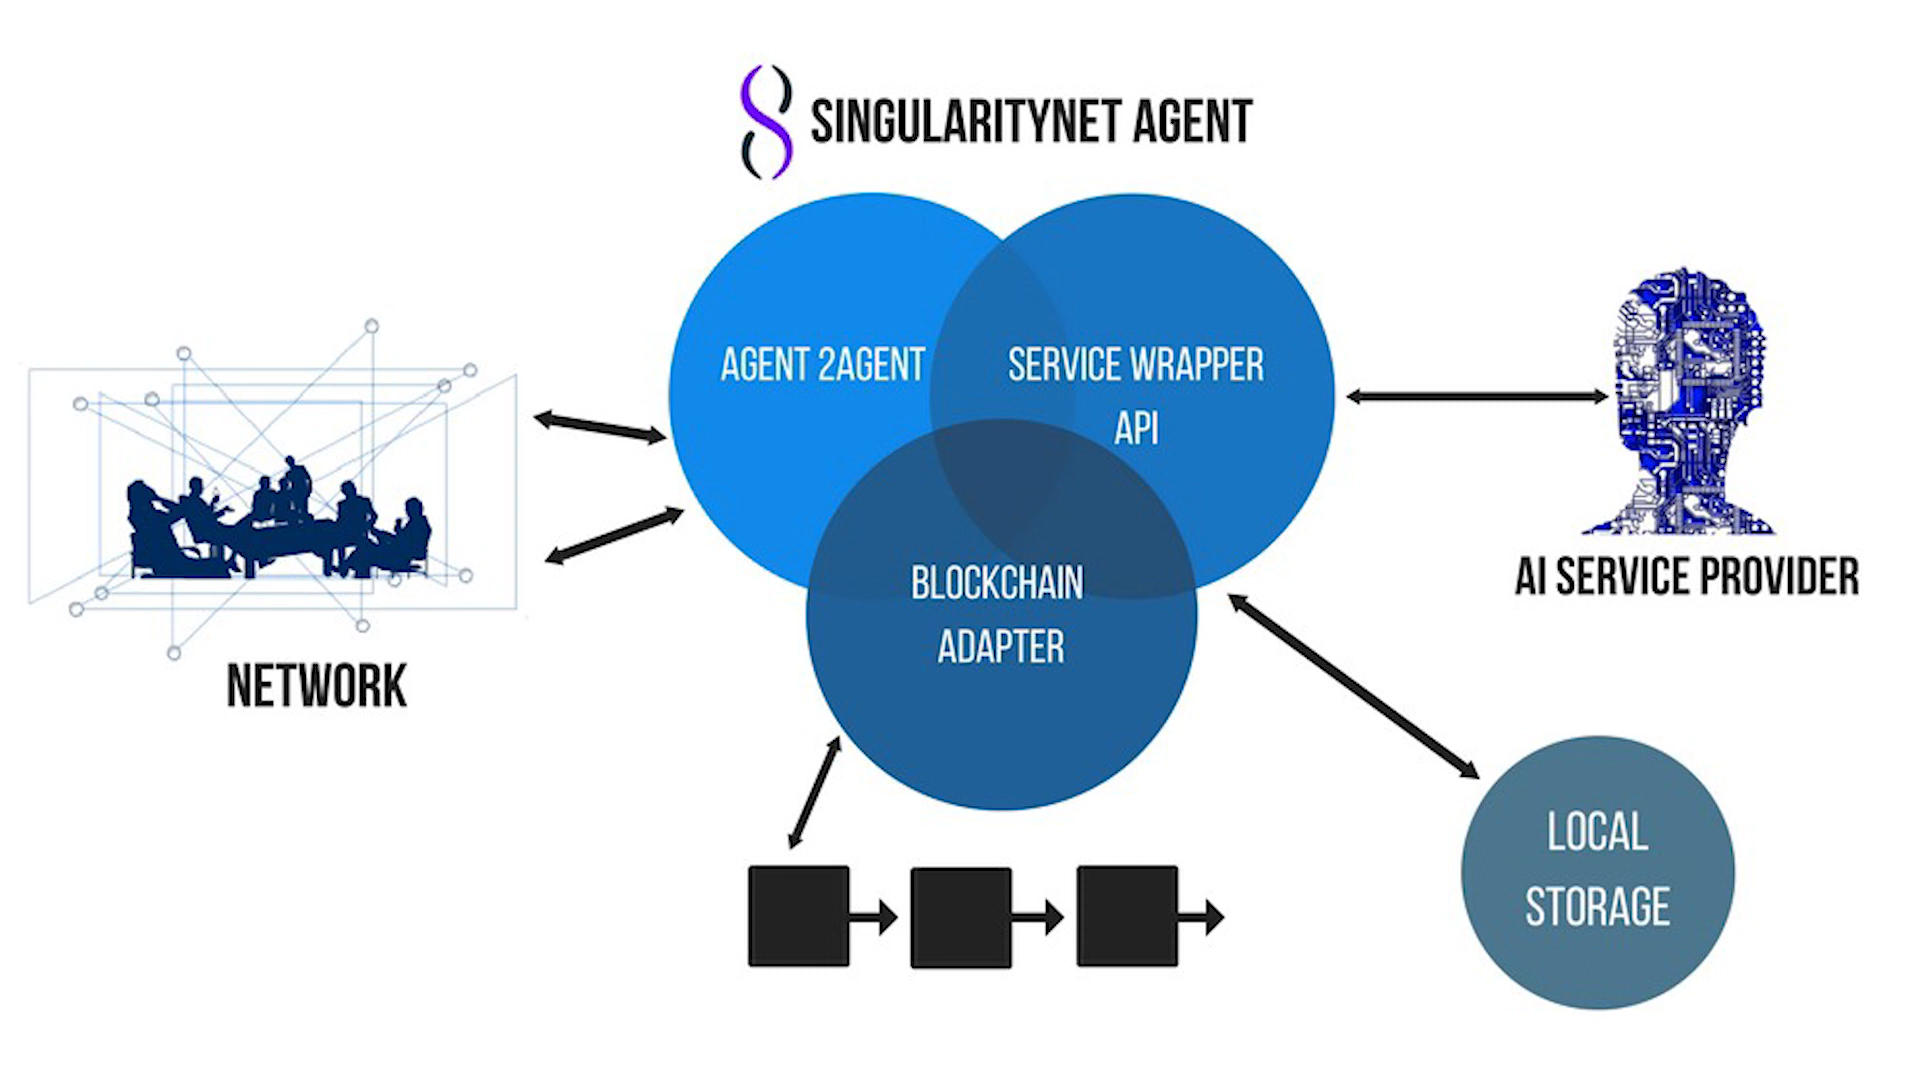 SINGULARITYNET AGENT
AGENT 2AGENT
SERVICE WRAPPER
API
BLOCKCHAIN
ADAPTER
NETWORK
AI SERVICE PROVIDER
LOCAL
STORAGE